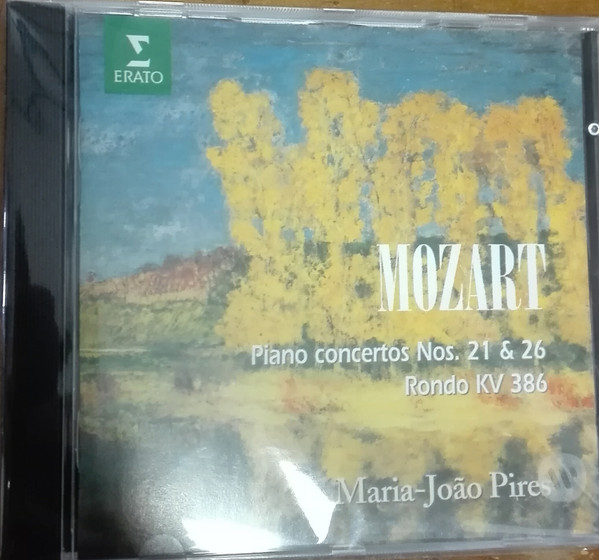 ERATO
MOZART
Piano concertos Nos. 21 & 26
Rondo KV 386
Maria-João Pires